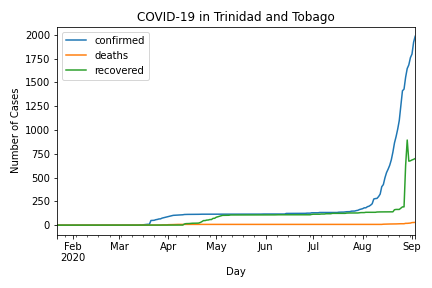 COVID-19 in Trinidad and Tobago
confirmed
deaths
recovered
Number of Cases
2000
1750
1500
1250
1000
750
500
250
0
Feb Mar Apr May Jun Jul Aug Sep
2020
Day